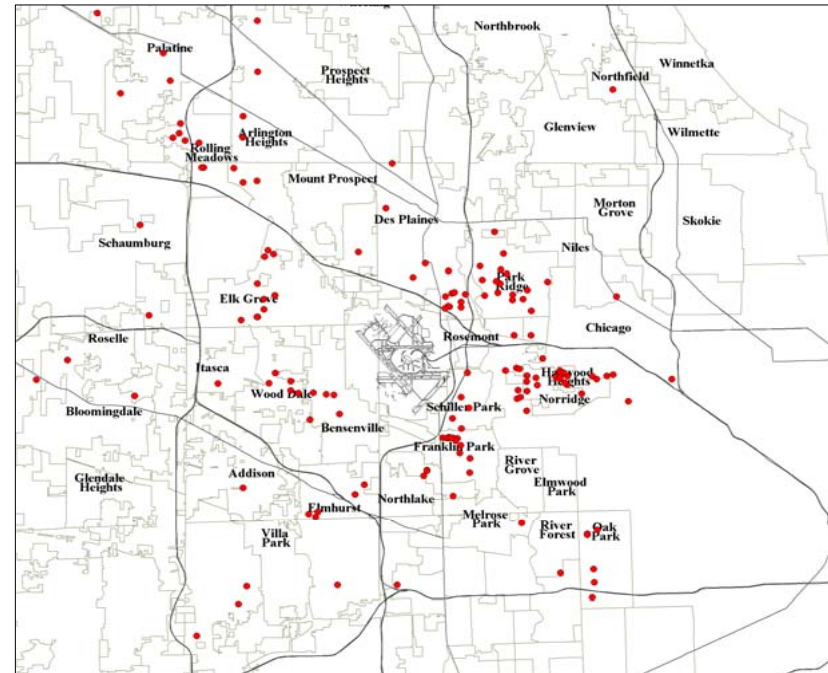 Northbrook
Palatine
Prospect
Heights
Northfield
Winnetka
Arlington
Heights
Glenview
Wilmette
Rolling
Meadows
Mount Prospect
Morton
Grove
Des Plaines
Skokie
Schaumburg
Niles
Park
Ridge
Elk Grove
Chicago
Roselle
Rosemont
Itasca
Harwood
Heights
Wood Dale
Norridge
Bloomingdale
Schiller Park
Bensenville
Franklin Park
River
Grove
Glendale
Heights
Addison
Elmwood
Park
Northlake
Elmhurst
Melrose
Park
River
Forest
Oak
Park
Villa
Park